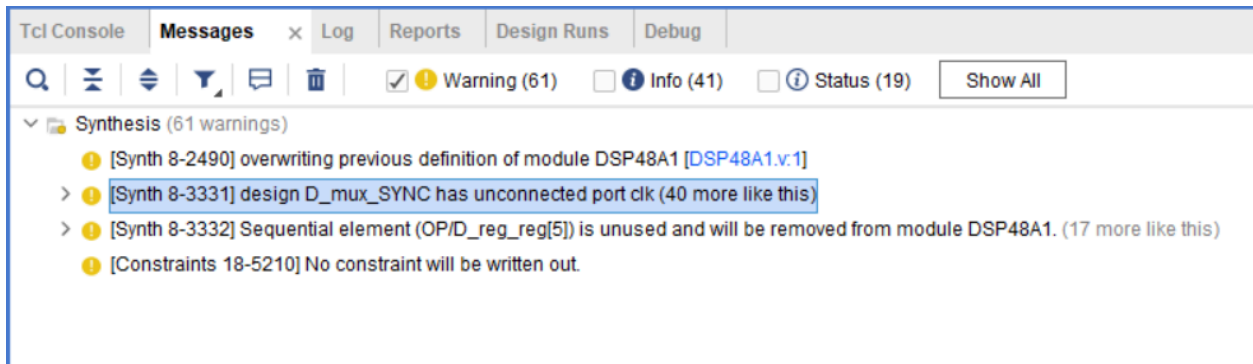 Tcl Console Messages × Log Reports Design Runs Debug
Warning (61) Info (41) Status (19) Show All
Synthesis (61 warnings)
[Synth 8-2490] overwriting previous definition of module DSP48A1 [DSP48A1.v:1]
[Synth 8-3331] design D_mux_SYNC has unconnected port clk (40 more like this)
[Synth 8-3332] Sequential element (OP/D_reg_reg[5]) is unused and will be removed from module DSP48A1. (17 more like this)
[Constraints 18-5210] No constraint will be written out.